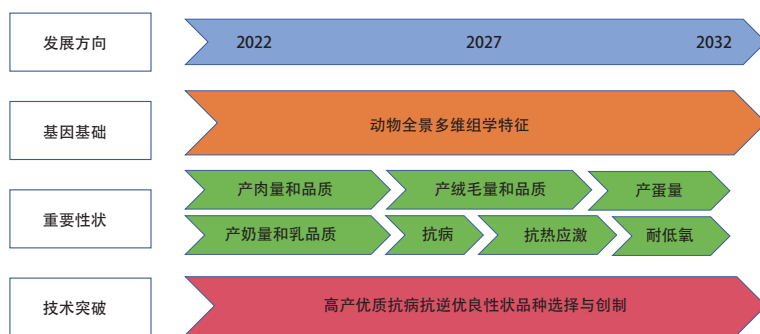 发展方向
2022 2027 2032
基因基础
动物全景多维组学特征
重要性状
产肉量和品质 产绒毛量和品质 产蛋量
产奶量和乳品质 抗病 抗热应激 耐低氧
技术突破
高产优质抗病抗逆优良性状品种选择与创制